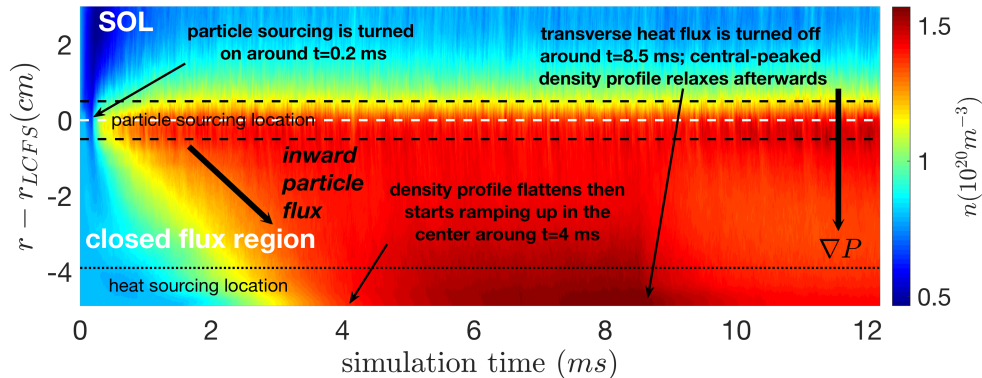 SOL
particle sourcing is turned
on around t=0.2 ms
transverse heat flux is turned off
around t=8.5 ms; central-peaked
density profile relaxes afterwards
particle sourcing location
inward
particle
flux
density profile flattens then
starts ramping up in the
center aroung t=4 ms
closed flux region
∇P
heat sourcing location
r − r_{LCFS}(cm)
2
0
-2
-4
0
2
4
6
8
10
12
simulation time (ms)
1.5
1
0.5
n(10^{20}m^{−3})